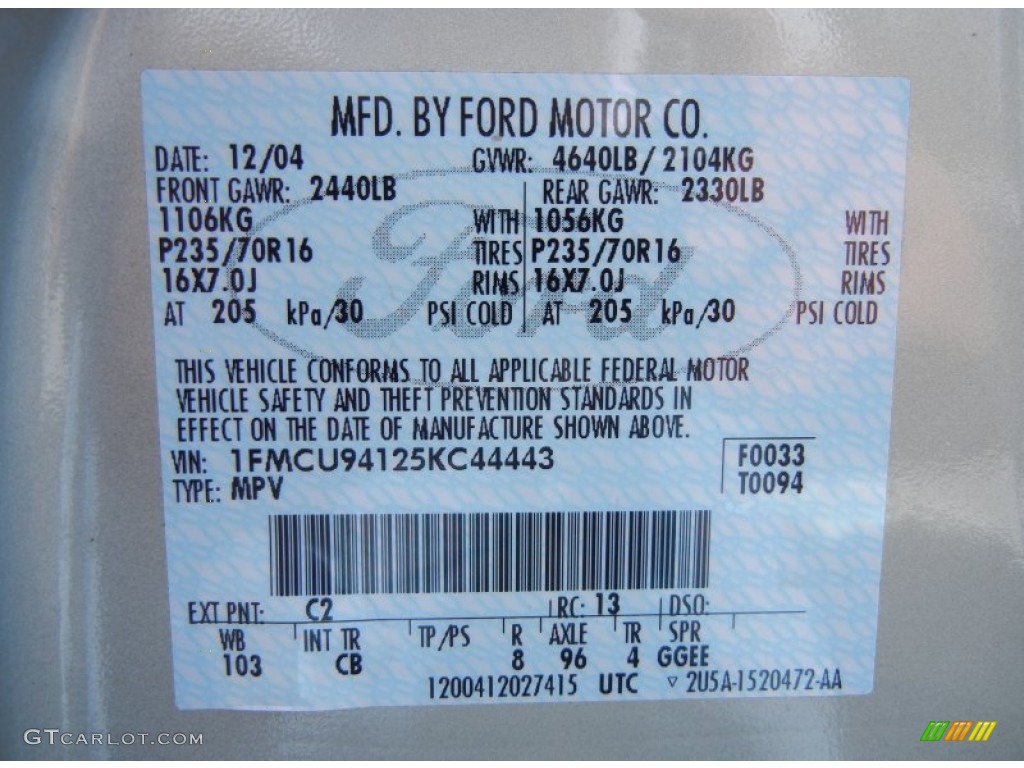 MFD. BY FORD MOTOR CO.
DATE: 12/04 GVWR: 4640LB/ 2104KG
FRONT GAWR: 2440LB REAR GAWR: 2330LB
1106KG WITH 1056KG WITH
P235/70R16 TIRES P235/70R16 TIRES
16X7.0J RIMS 16X7.0J RIMS
AT 205 kPa/30 PSI COLD AT 205 kPa/30 PSI COLD
Ford
THIS VEHICLE CONFORMS TO ALL APPLICABLE FEDERAL MOTOR
VEHICLE SAFETY AND THEFT PREVENTION STANDARDS IN
EFFECT ON THE DATE OF MANUFACTURE SHOWN ABOVE.
VIN: 1FMCU94125KC44443 F0033
TYPE: MPV T0094
EXT PNT: C2 RC: 13 DSO:
WB INT TR TP/PS R AXLE TR SPR
103 CB 8 96 4 GGEE
1200412027415 UTC ▽ 2U5A-1520472-AA
GTCARLOT.COM